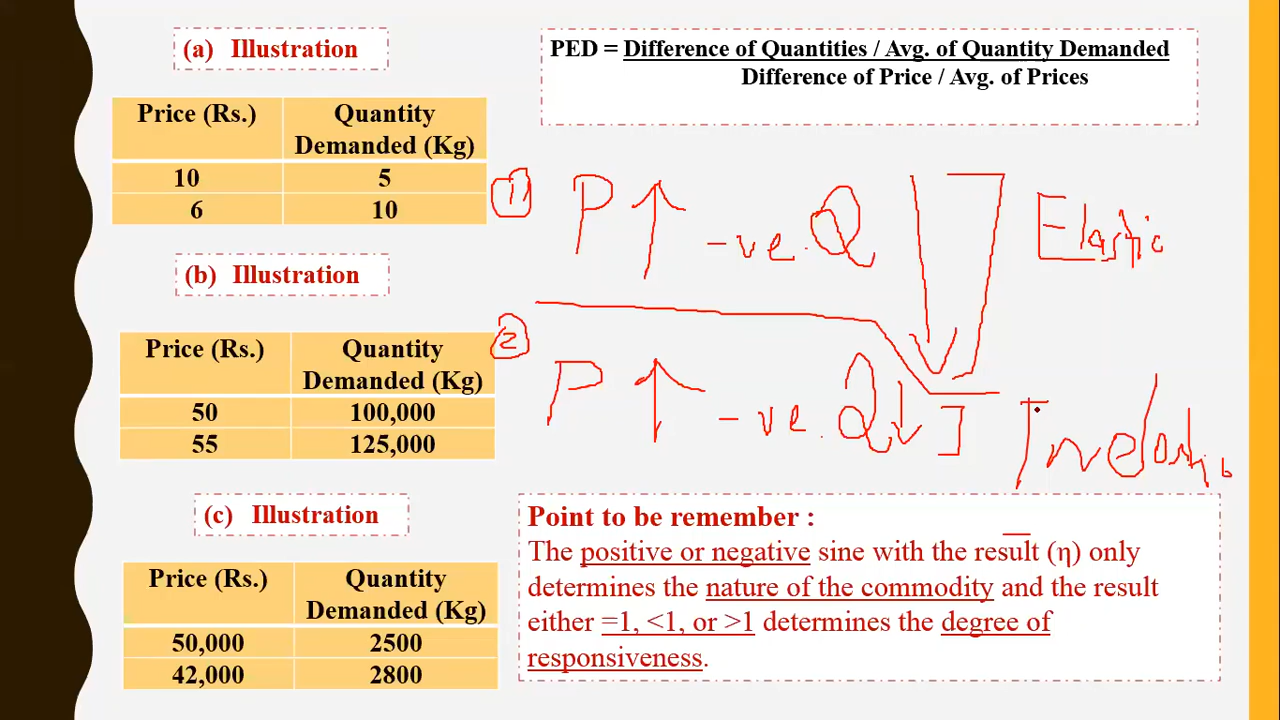 (a) Illustration
Price (Rs.) Quantity Demanded (Kg)
10 5
6 10
(b) Illustration
Price (Rs.) Quantity Demanded (Kg)
50 100,000
55 125,000
(c) Illustration
Price (Rs.) Quantity Demanded (Kg)
50,000 2500
42,000 2800
PED = Difference of Quantities / Avg. of Quantity Demanded
Difference of Price / Avg. of Prices
1 P ↑ -ve. Q Elastic
2 P ↑ -ve. Q ↓ Inelastic
Point to be remember :
The positive or negative sine with the result (η) only
determines the nature of the commodity and the result
either =1, <1, or >1 determines the degree of
responsiveness.